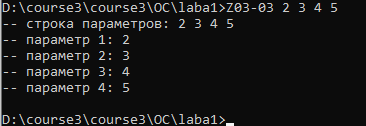 D:\course3\course3\OC\laba1>Z03-03 2 3 4 5
-- строка параметров: 2 3 4 5
-- параметр 1: 2
-- параметр 2: 3
-- параметр 3: 4
-- параметр 4: 5
D:\course3\course3\OC\laba1>